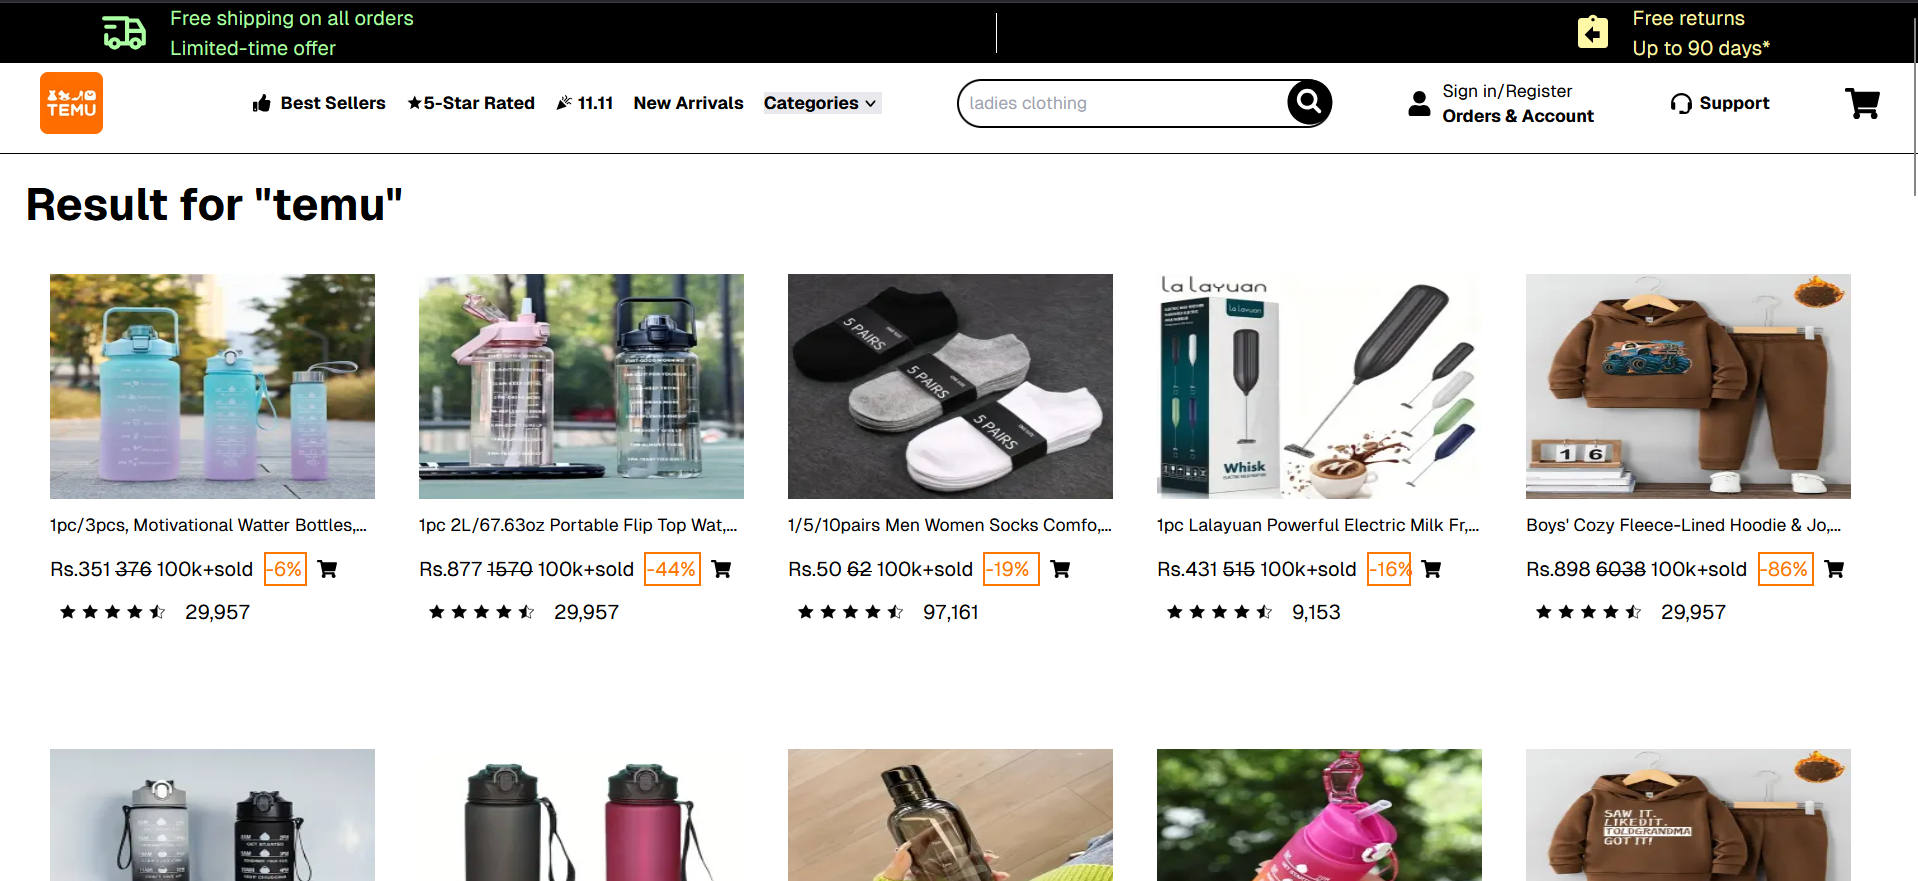 Free shipping on all orders
Limited-time offer
Free returns
Up to 90 days*
TEMU
Best Sellers
5-Star Rated
11.11
New Arrivals
Categories
ladies clothing
Sign in/Register
Orders & Account
Support
Result for "temu"
5 PAIRS
5 PAIRS
5 PAIRS
La Layuan
La Layuan
Whisk
1 6
1pc/3pcs, Motivational Watter Bottles,...
Rs.351 376 100k+sold -6%
29,957
1pc 2L/67.63oz Portable Flip Top Wat,...
Rs.877 1570 100k+sold -44%
29,957
1/5/10pairs Men Women Socks Comfo,...
Rs.50 62 100k+sold -19%
97,161
1pc Lalayuan Powerful Electric Milk Fr,...
Rs.431 515 100k+sold -16%
9,153
Boys' Cozy Fleece-Lined Hoodie & Jo,...
Rs.898 6038 100k+sold -86%
29,957
SAW IT.
LIKED IT.
TOLD GRANDMA
GOT IT!